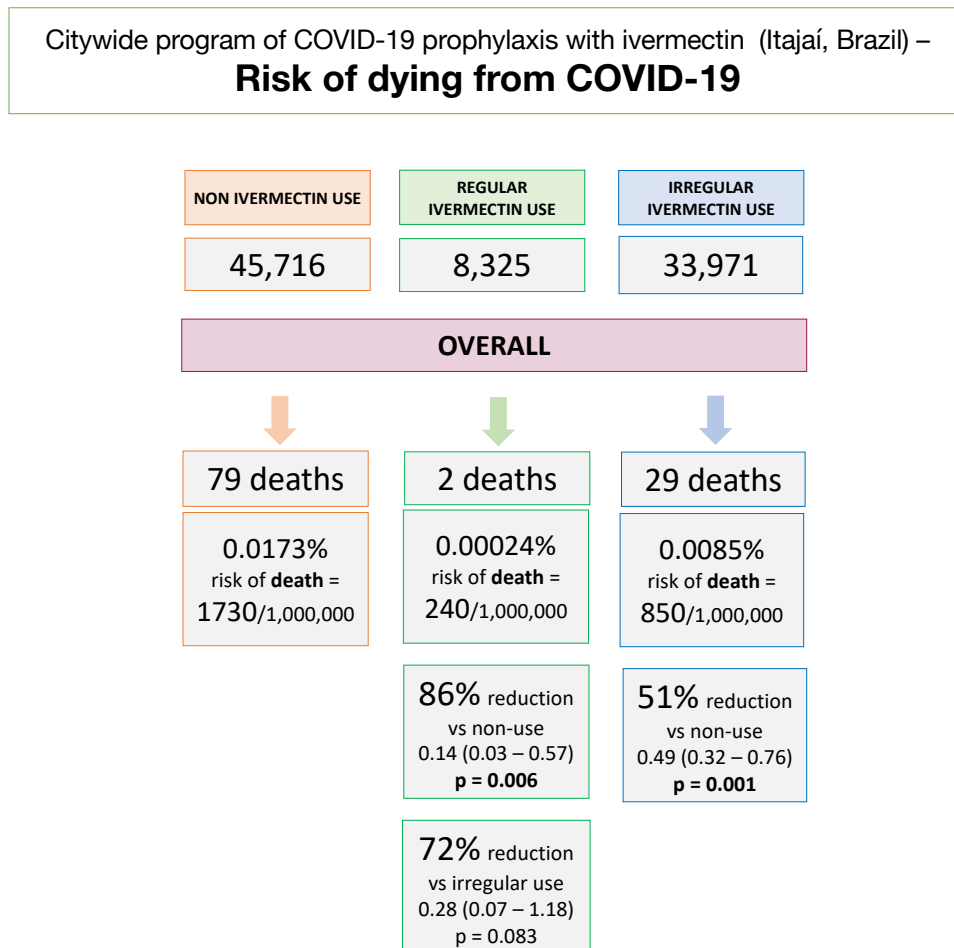 Citywide program of COVID-19 prophylaxis with ivermectin (Itajaí, Brazil) –
Risk of dying from COVID-19
NON IVERMECTIN USE
REGULAR
IVERMECTIN USE
IRREGULAR
IVERMECTIN USE
45,716
8,325
33,971
OVERALL
79 deaths
2 deaths
29 deaths
0.0173%
risk of death =
1730/1,000,000
0.00024%
risk of death =
240/1,000,000
0.0085%
risk of death =
850/1,000,000
86% reduction
vs non-use
0.14 (0.03 – 0.57)
p = 0.006
51% reduction
vs non-use
0.49 (0.32 – 0.76)
p = 0.001
72% reduction
vs irregular use
0.28 (0.07 – 1.18)
p = 0.083